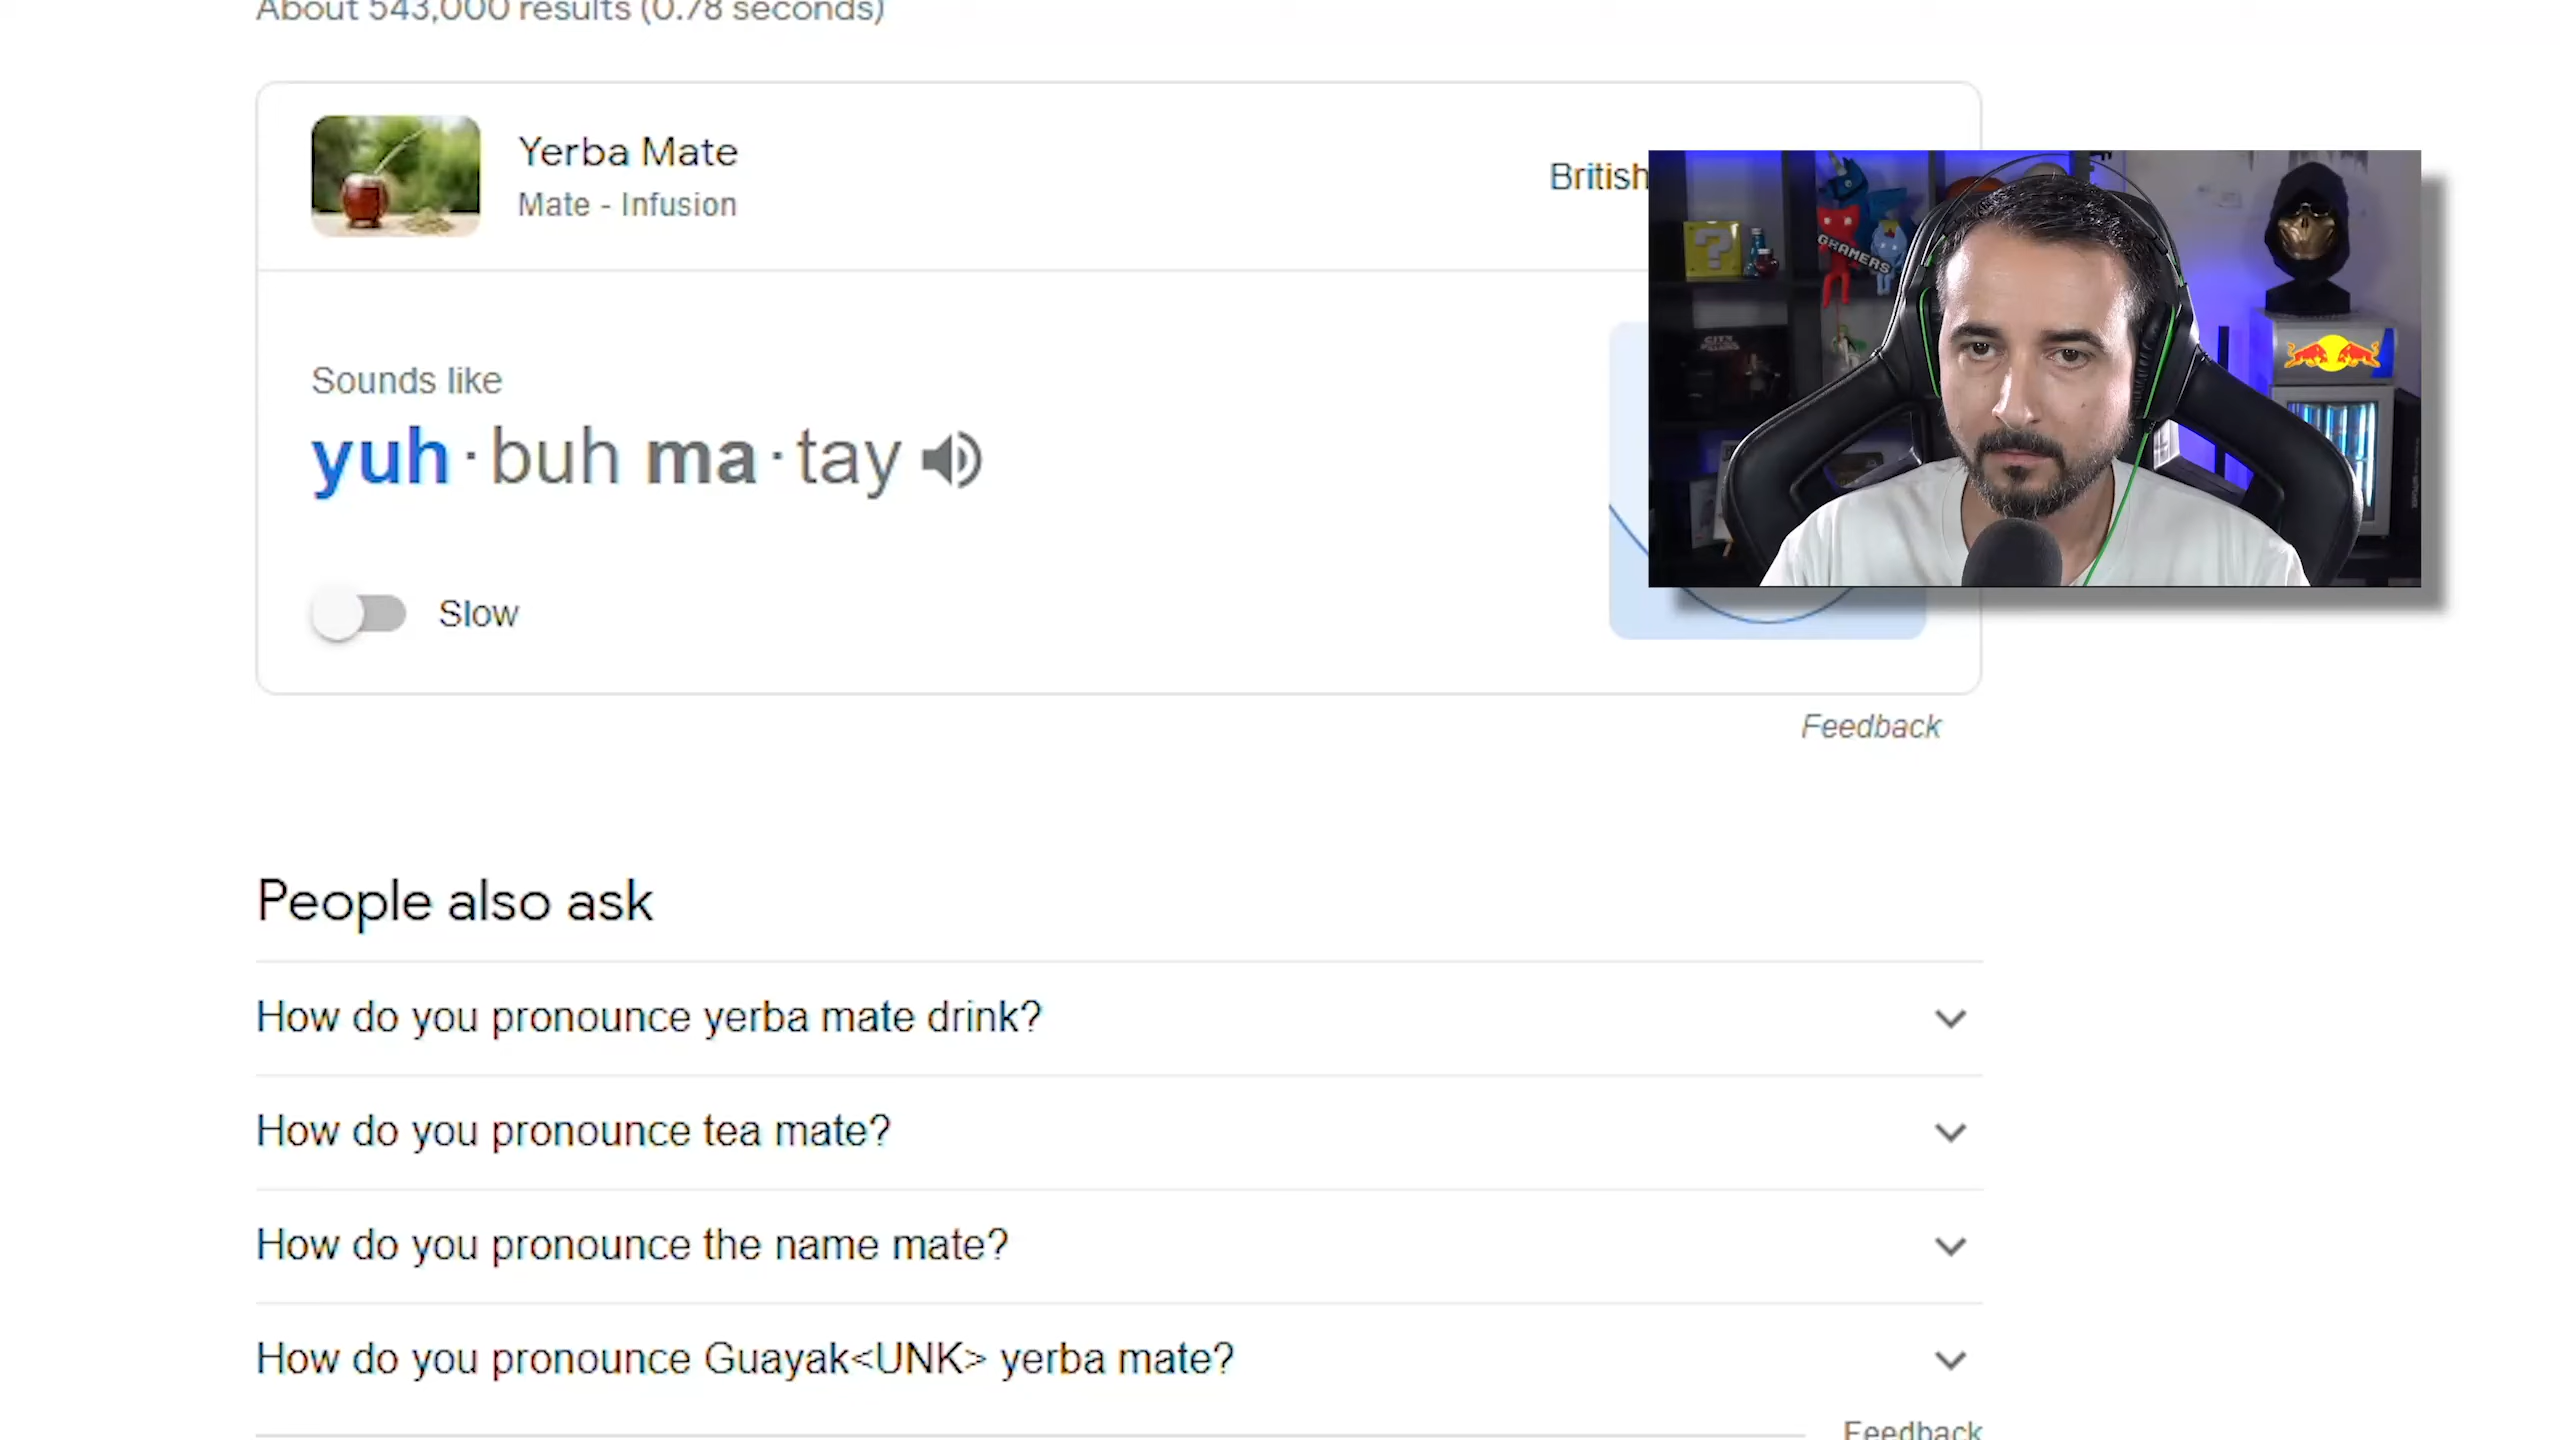 About 543,000 results (0.78 seconds)
Yerba Mate
Mate - Infusion
British
Sounds like
yuh · buh ma · tay
Slow
GRAMERS
?
Feedback
People also ask
How do you pronounce yerba mate drink?
How do you pronounce tea mate?
How do you pronounce the name mate?
How do you pronounce Guayak<UNK> yerba mate?
Feedback